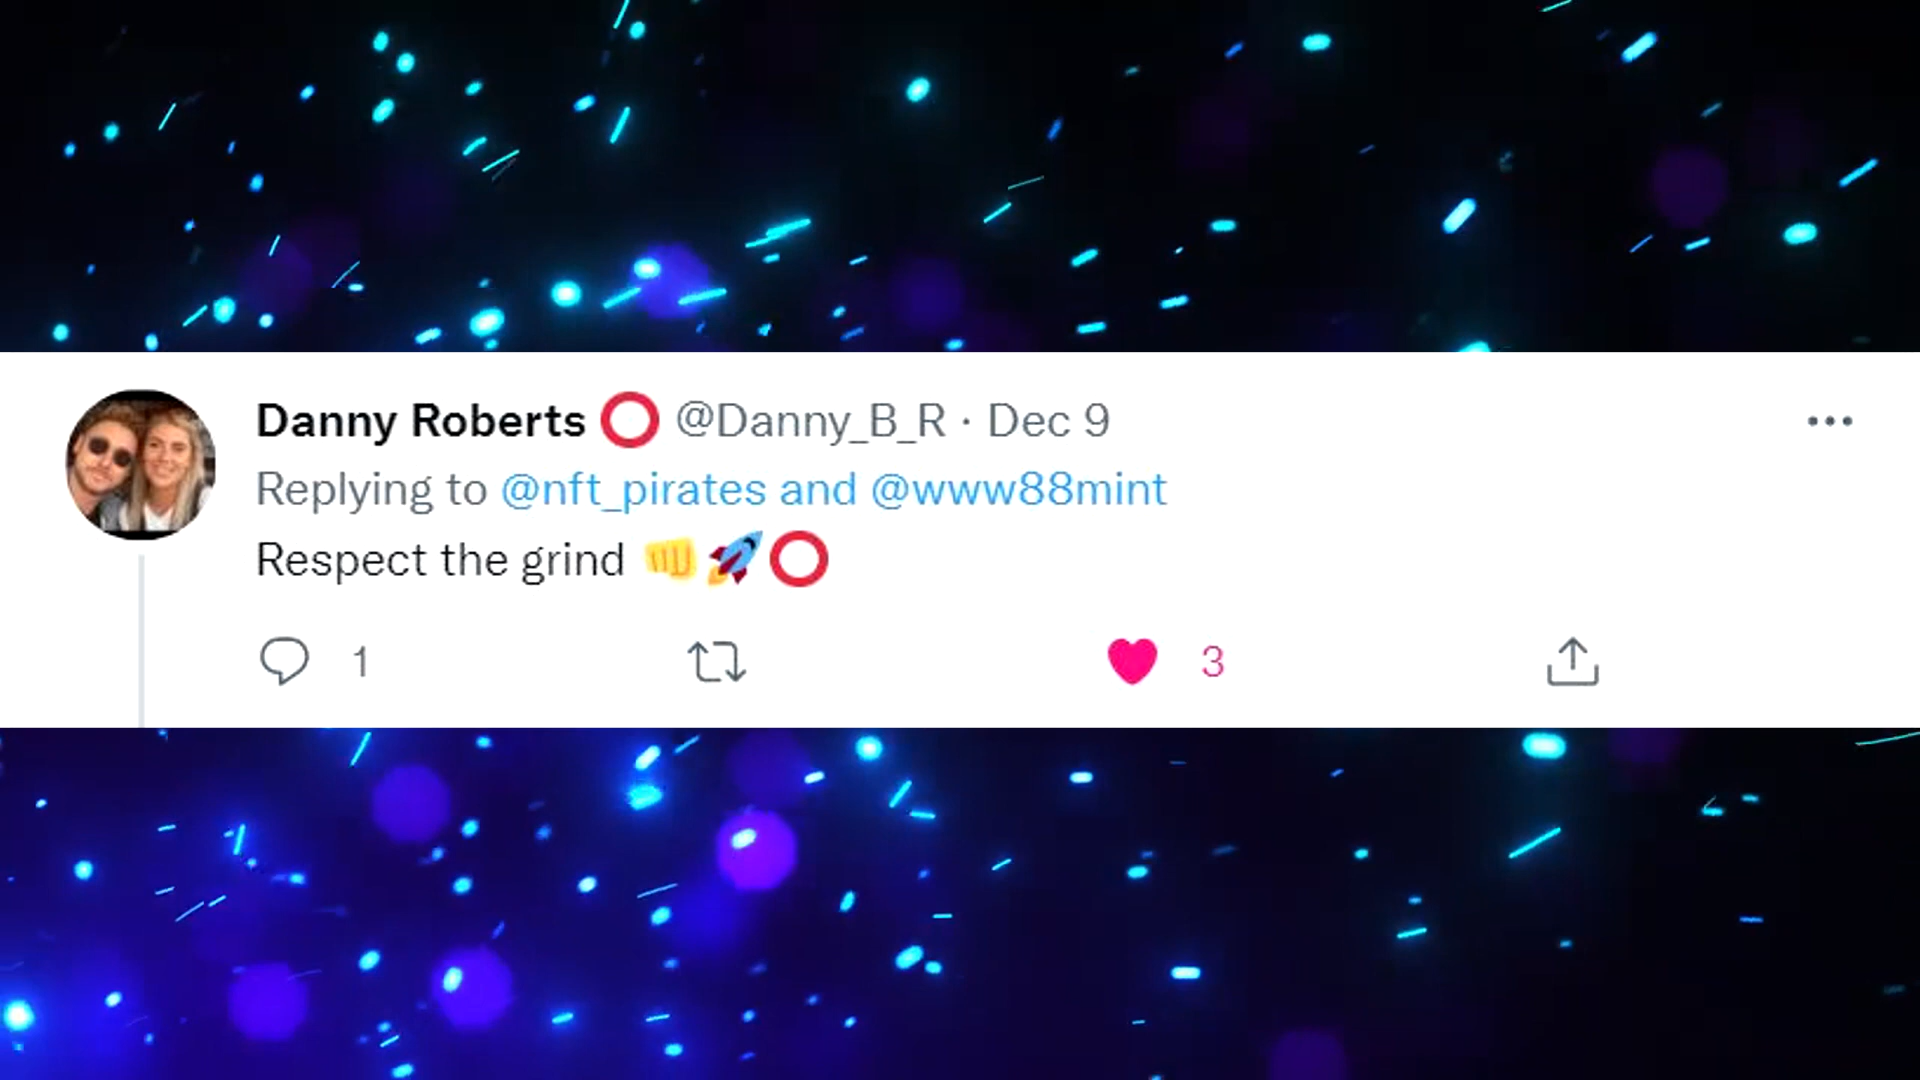 Danny Roberts ⭕ @Danny_B_R · Dec 9
Replying to @nft_pirates and @www88mint
Respect the grind 👊🚀⭕
1 3